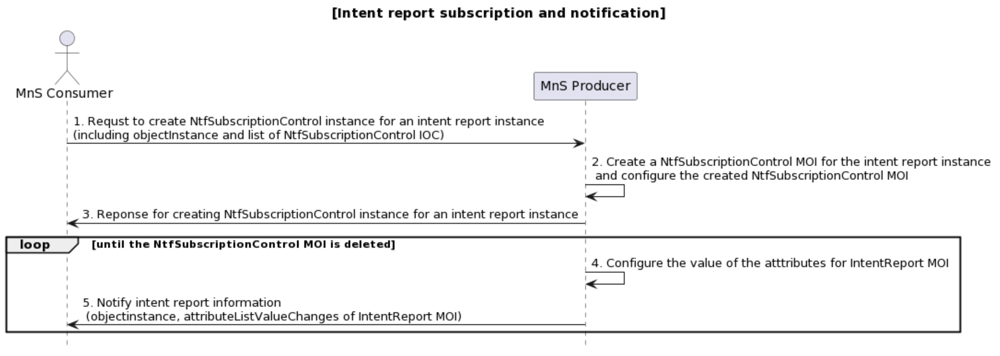 [Intent report subscription and notification]
MnS Consumer
MnS Producer
1. Requst to create NtfSubscriptionControl instance for an intent report instance
(including objectInstance and list of NtfSubscriptionControl IOC)
2. Create a NtfSubscriptionControl MOI for the intent report instance
and configure the created NtfSubscriptionControl MOI
3. Reponse for creating NtfSubscriptionControl instance for an intent report instance
loop [until the NtfSubscriptionControl MOI is deleted]
4. Configure the value of the atttributes for IntentReport MOI
5. Notify intent report information
(objectinstance, attributeListValueChanges of IntentReport MOI)